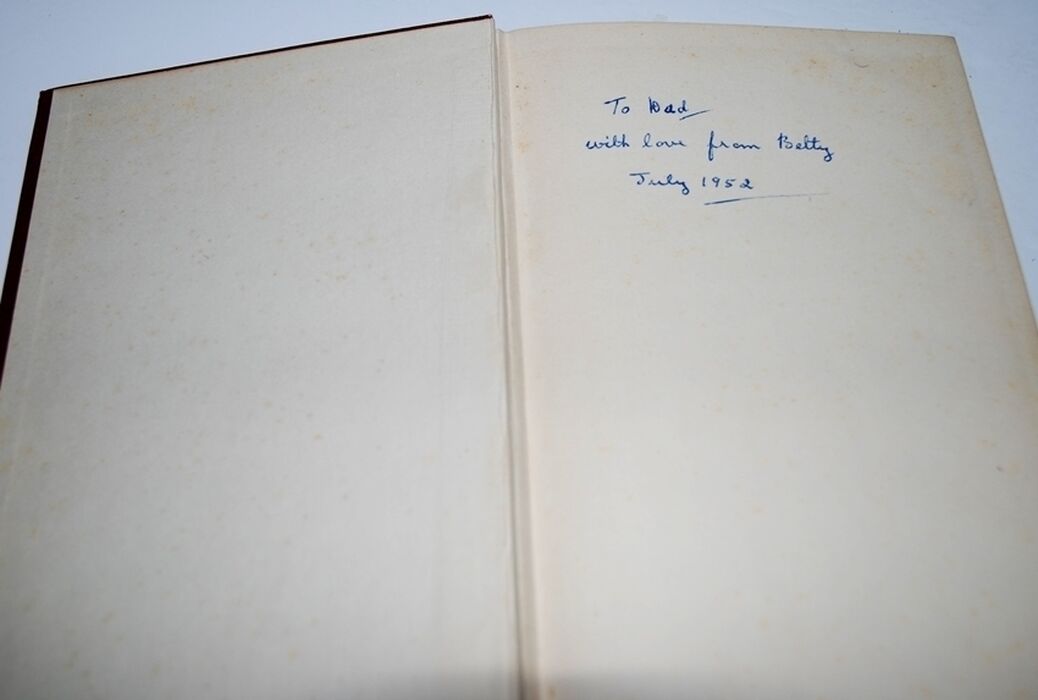 To Dad
with love from Betty
July 1952